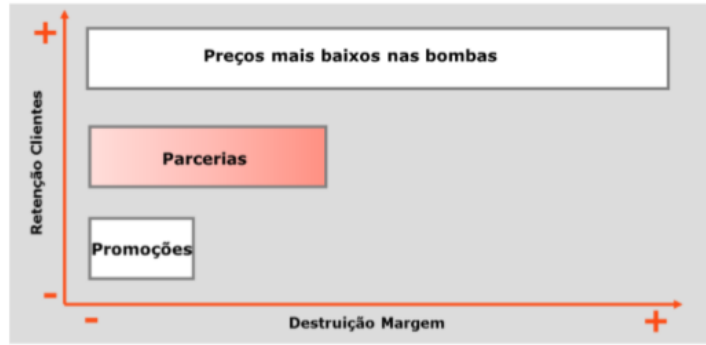 +
Preços mais baixos nas bombas
Retenção Clientes
Parcerias
Promoções
-
-
Destruição Margem
+